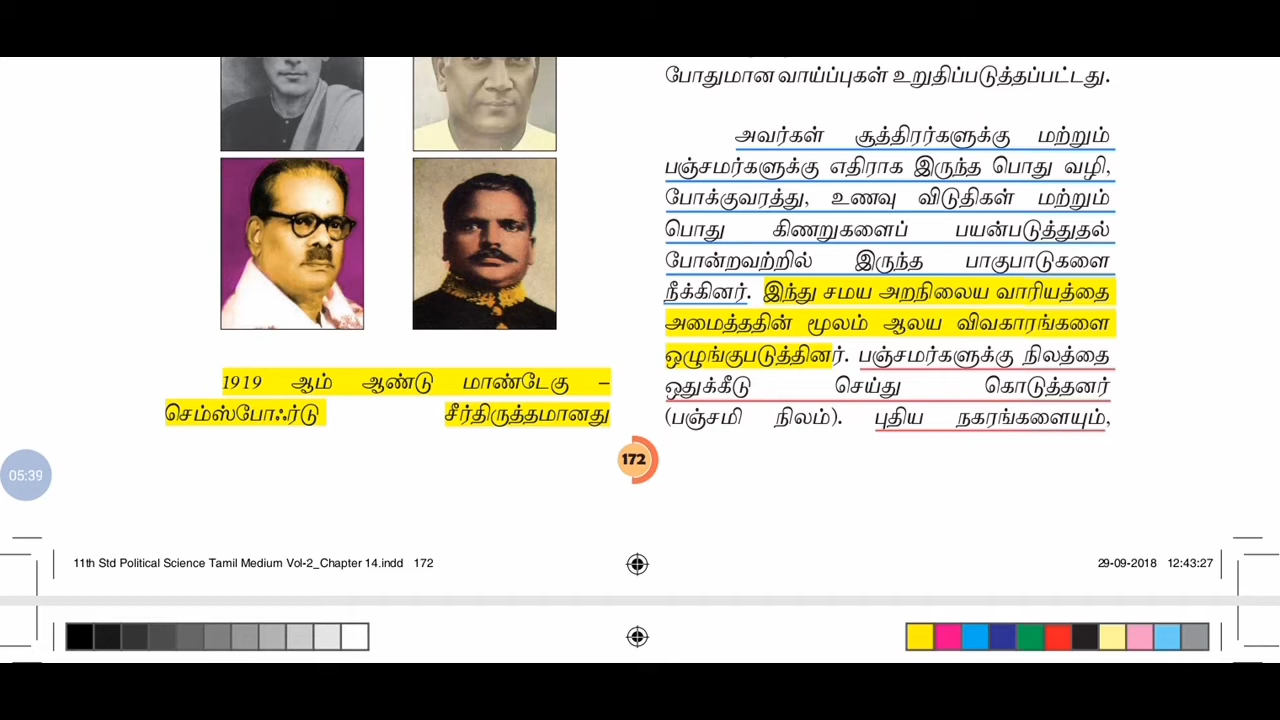 1919 ஆம் ஆண்டு மாண்டேகு –
செம்ஸ்போஃபர்டு சீர்திருத்தமானது
போதுமான வாய்ப்புகள் உறுதிப்படுத்தப்பட்டது.
அவர்கள் சூத்திரர்களுக்கு மற்றும்
பஞ்சமர்களுக்கு எதிராக இருந்த பொது வழி,
போக்குவரத்து, உணவு விடுதிகள் மற்றும்
பொது கிணறுகளைப் பயன்படுத்துதல்
போன்றவற்றில் இருந்த பாகுபாடுகளை
நீக்கினர். இந்து சமய அறநிலைய வாரியத்தை
அமைத்ததின் மூலம் ஆலய விவகாரங்களை
ஒழுங்குபடுத்தினர். பஞ்சமர்களுக்கு நிலத்தை
ஒதுக்கீடு செய்து கொடுத்தனர்
(பஞ்சமி நிலம்). புதிய நகரங்களையும்,
172
05:39
11th Std Political Science Tamil Medium Vol-2_Chapter 14.indd 172
29-09-2018 12:43:27